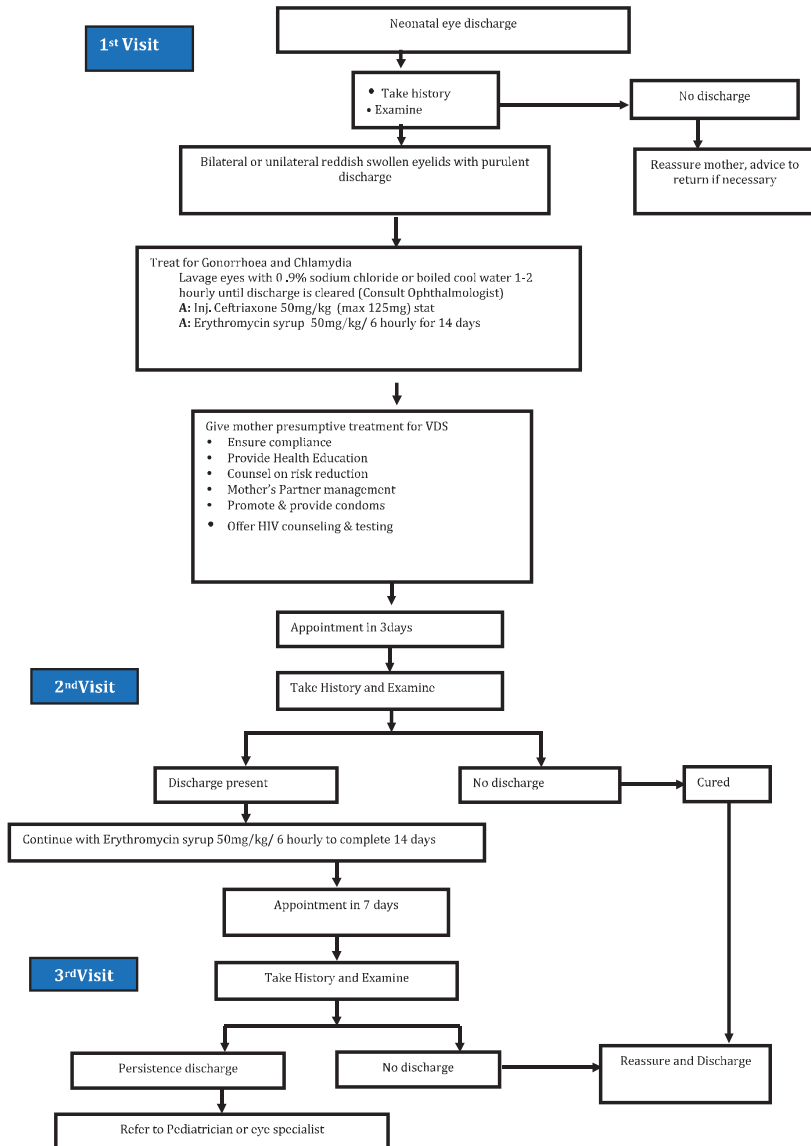 Neonatal eye discharge
1st Visit
• Take history
• Examine
No discharge
Bilateral or unilateral reddish swollen eyelids with purulent
discharge
Reassure mother, advice to
return if necessary
Treat for Gonorrhoea and Chlamydia
Lavage eyes with 0 .9% sodium chloride or boiled cool water 1-2
hourly until discharge is cleared (Consult Ophthalmologist)
A: Inj. Ceftriaxone 50mg/kg (max 125mg) stat
A: Erythromycin syrup 50mg/kg/ 6 hourly for 14 days
Give mother presumptive treatment for VDS
• Ensure compliance
• Provide Health Education
• Counsel on risk reduction
• Mother's Partner management
• Promote & provide condoms
• Offer HIV counseling & testing
Appointment in 3days
2ndVisit
Take History and Examine
Discharge present
No discharge
Cured
Continue with Erythromycin syrup 50mg/kg/ 6 hourly to complete 14 days
Appointment in 7 days
3rdVisit
Take History and Examine
Persistence discharge
No discharge
Reassure and Discharge
Refer to Pediatrician or eye specialist